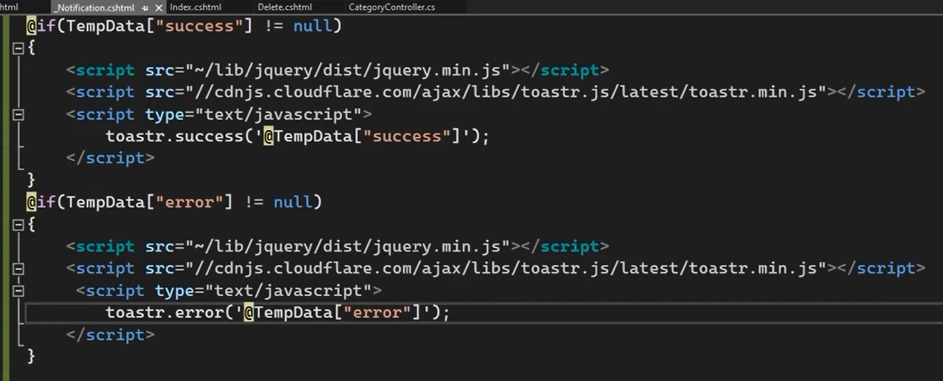 html _Notification.cshtml Index.cshtml Delete.cshtml CategoryController.cs
@if(TempData["success"] != null)
{
<script src="~/lib/jquery/dist/jquery.min.js"></script>
<script src="//cdnjs.cloudflare.com/ajax/libs/toastr.js/latest/toastr.min.js"></script>
<script type="text/javascript">
toastr.success('@TempData["success"]');
</script>
}
@if(TempData["error"] != null)
{
<script src="~/lib/jquery/dist/jquery.min.js"></script>
<script src="//cdnjs.cloudflare.com/ajax/libs/toastr.js/latest/toastr.min.js"></script>
<script type="text/javascript">
toastr.error('@TempData["error"]');
</script>
}